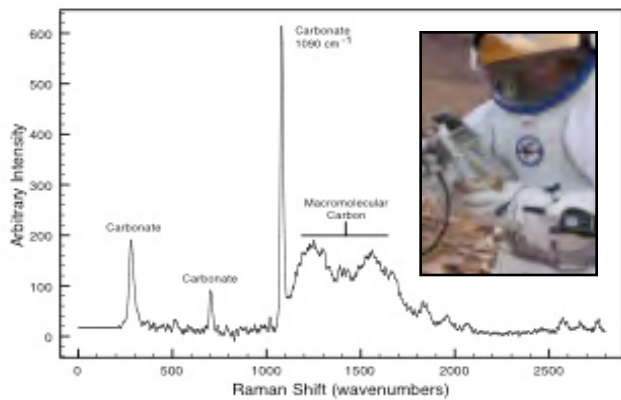 600
500
400
300
200
100
0
Arbitrary Intensity
Carbonate
1090 cm⁻¹
Macromolecular
Carbon
Carbonate
Carbonate
0
500
1000
1500
2000
2500
Raman Shift (wavenumbers)